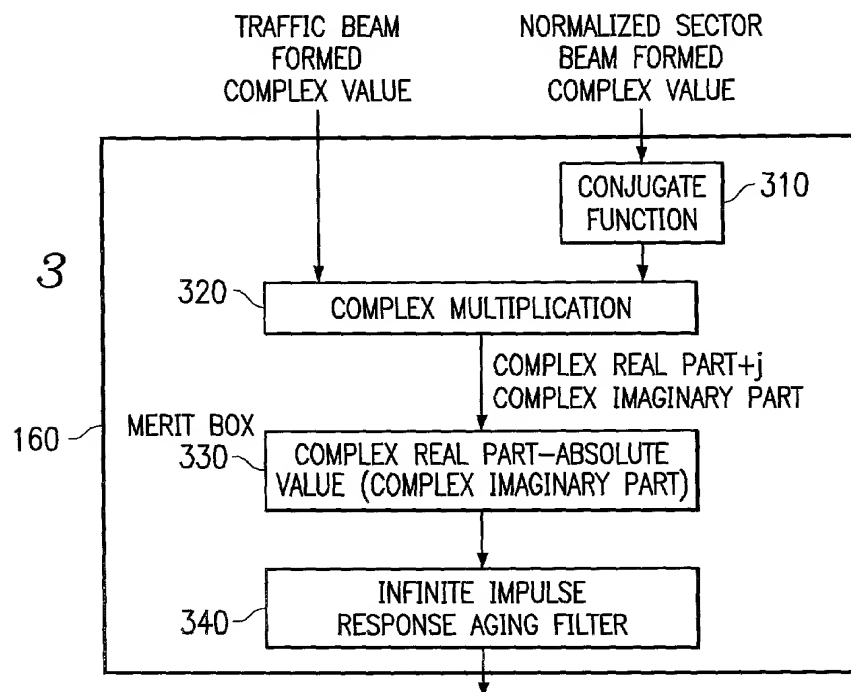 TRAFFIC BEAM
FORMED
COMPLEX VALUE
NORMALIZED SECTOR
BEAM FORMED
COMPLEX VALUE
CONJUGATE
FUNCTION
310
3
320
COMPLEX MULTIPLICATION
COMPLEX REAL PART+j
COMPLEX IMAGINARY PART
160
MERIT BOX
330
COMPLEX REAL PART-ABSOLUTE
VALUE (COMPLEX IMAGINARY PART)
340
INFINITE IMPULSE
RESPONSE AGING FILTER